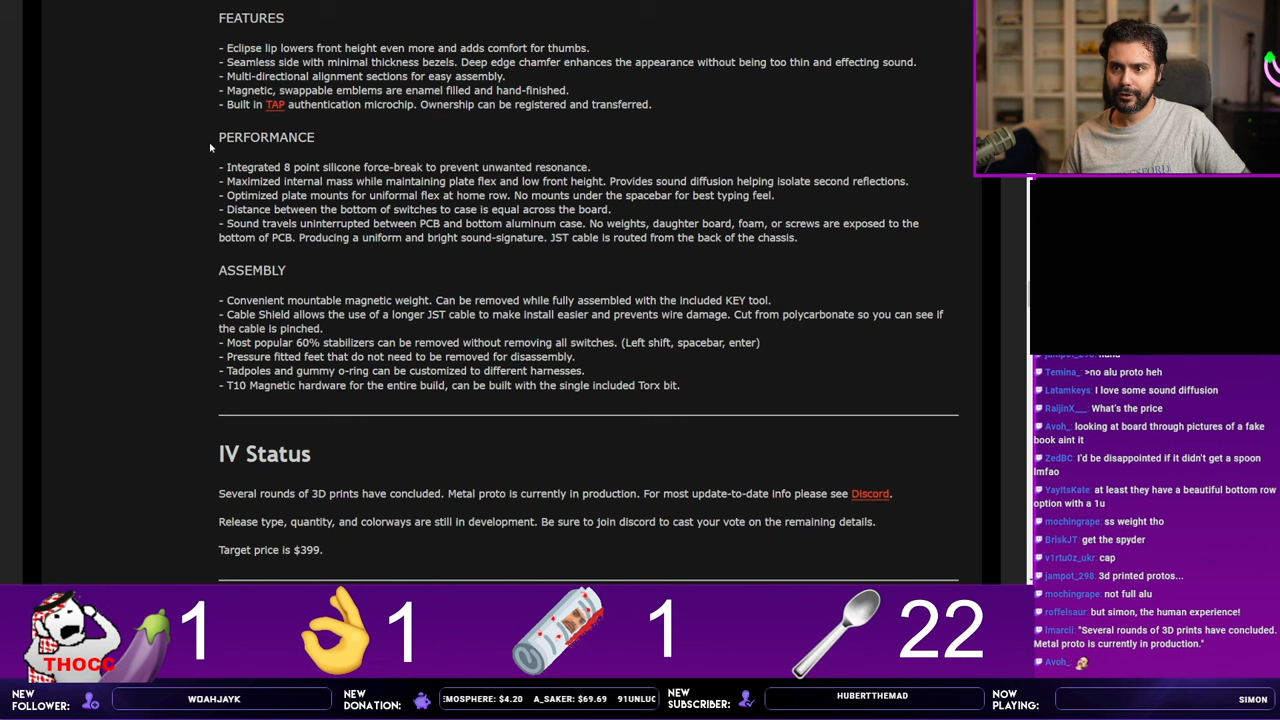 FEATURES
- Eclipse lip lowers front height even more and adds comfort for thumbs.
- Seamless side with minimal thickness bezels. Deep edge chamfer enhances the appearance without being too thin and effecting sound.
- Multi-directional alignment sections for easy assembly.
- Magnetic, swappable emblems are enamel filled and hand-finished.
- Built in TAP authentication microchip. Ownership can be registered and transferred.
PERFORMANCE
- Integrated 8 point silicone force-break to prevent unwanted resonance.
- Maximized internal mass while maintaining plate flex and low front height. Provides sound diffusion helping isolate second reflections.
- Optimized plate mounts for uniformal flex at home row. No mounts under the spacebar for best typing feel.
- Distance between the bottom of switches to case is equal across the board.
- Sound travels uninterrupted between PCB and bottom aluminum case. No weights, daughter board, foam, or screws are exposed to the
bottom of PCB. Producing a uniform and bright sound-signature. JST cable is routed from the back of the chassis.
ASSEMBLY
- Convenient mountable magnetic weight. Can be removed while fully assembled with the included KEY tool.
- Cable Shield allows the use of a longer JST cable to make install easier and prevents wire damage. Cut from polycarbonate so you can see if
the cable is pinched.
- Most popular 60% stabilizers can be removed without removing all switches. (Left shift, spacebar, enter)
- Pressure fitted feet that do not need to be removed for disassembly.
- Tadpoles and gummy o-ring can be customized to different harnesses.
- T10 Magnetic hardware for the entire build, can be built with the single included Torx bit.
IV Status
Several rounds of 3D prints have concluded. Metal proto is currently in production. For most update-to-date info please see Discord.
Release type, quantity, and colorways are still in development. Be sure to join discord to cast your vote on the remaining details.
Target price is $399.
Temina_: >no alu proto heh
Latamkeys: I love some sound diffusion
RaijinX___: What's the price
Avoh_: looking at board through pictures of a fake
book aint it
ZedBC: I'd be disappointed if it didn't get a spoon
lmfao
YayItsKate: at least they have a beautiful bottom row
option with a 1u
mochingrape: ss weight tho
BriskJT: get the spyder
v1rtu0z_ukr: cap
jampot_298: 3d printed protos...
mochingrape: not full alu
roffelsaur: but simon, the human experience!
lmarcii: "Several rounds of 3D prints have concluded.
Metal proto is currently in production."
Avoh_:
THOCC
1
1
1
22
NEW
FOLLOWER:
WOAHJAYK
NEW
DONATION:
EMOSPHERE: $4.20 A_SAKER: $69.69 91UNLUC
NEW
SUBSCRIBER:
HUBERTTHEMAD
NOW
PLAYING:
SIMON